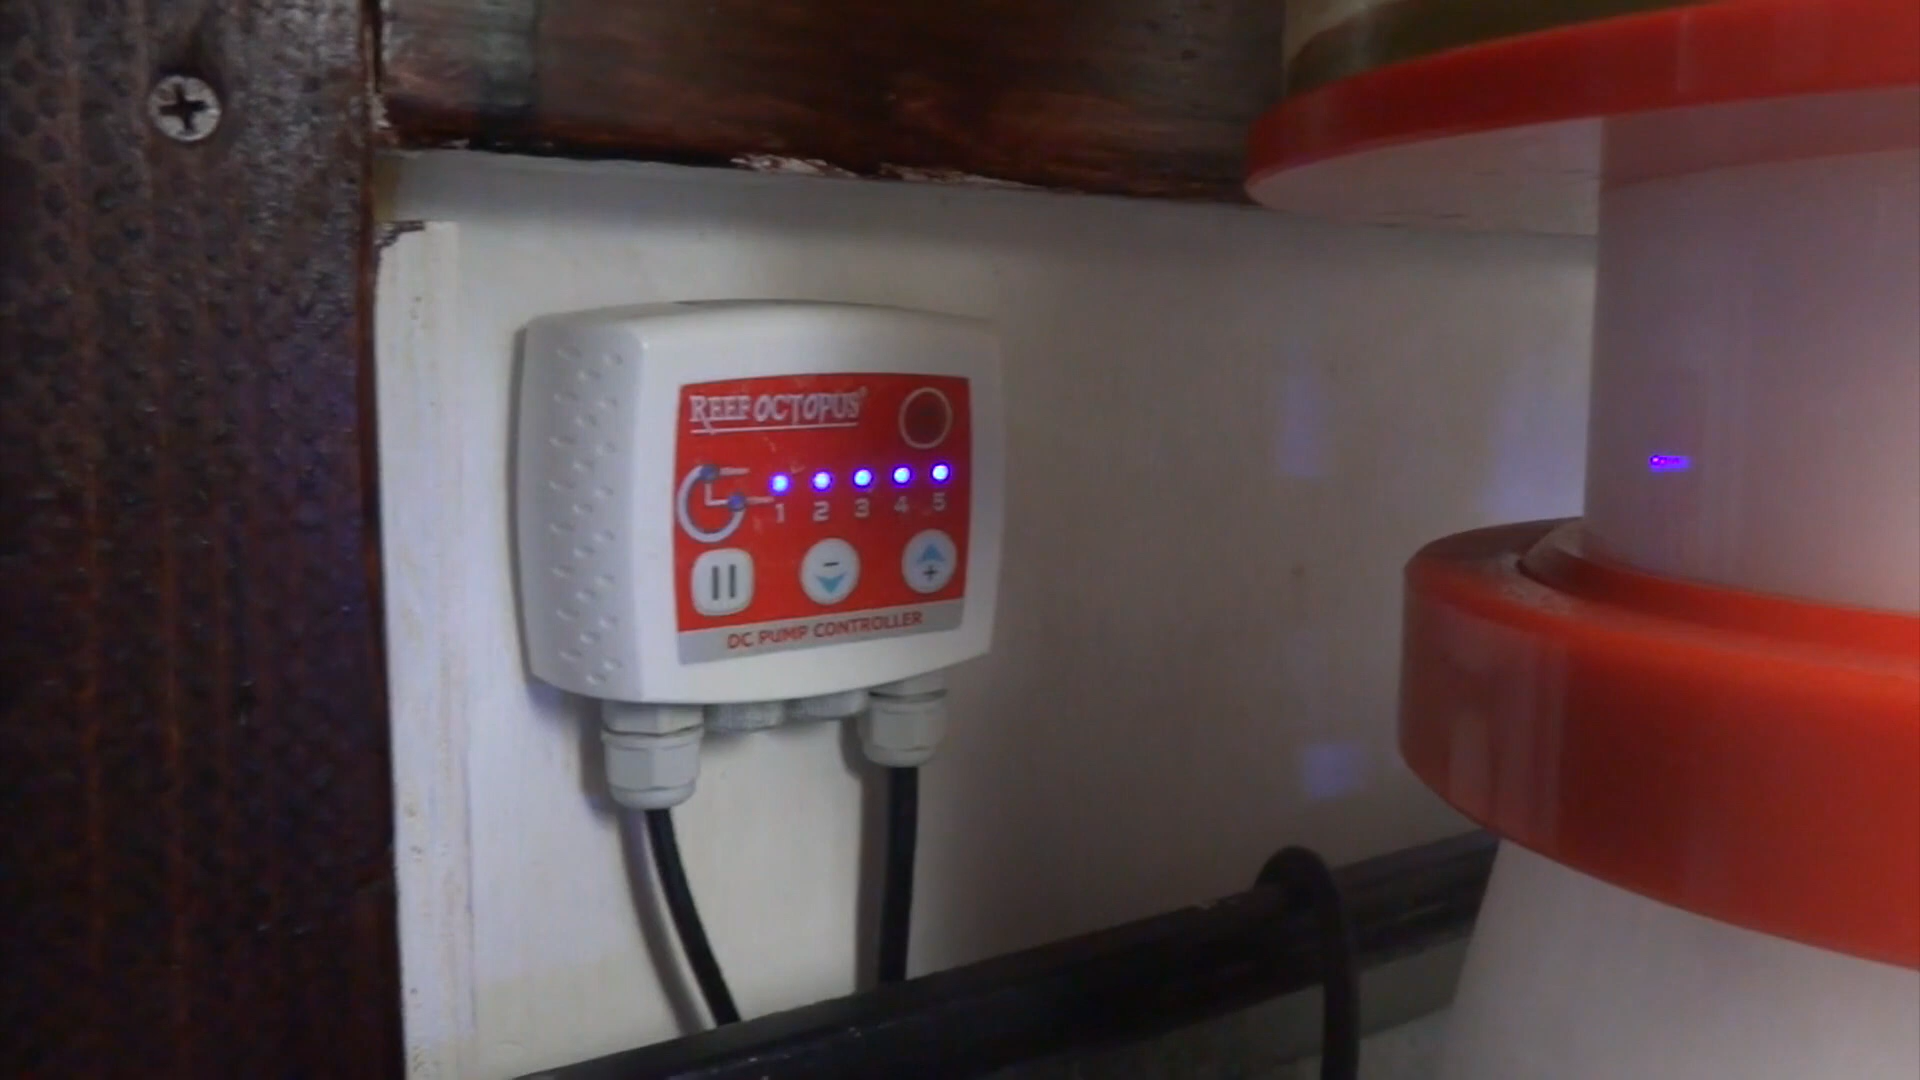 REEF OCTOPUS®
1 2 3 4 5
- +
DC PUMP CONTROLLER